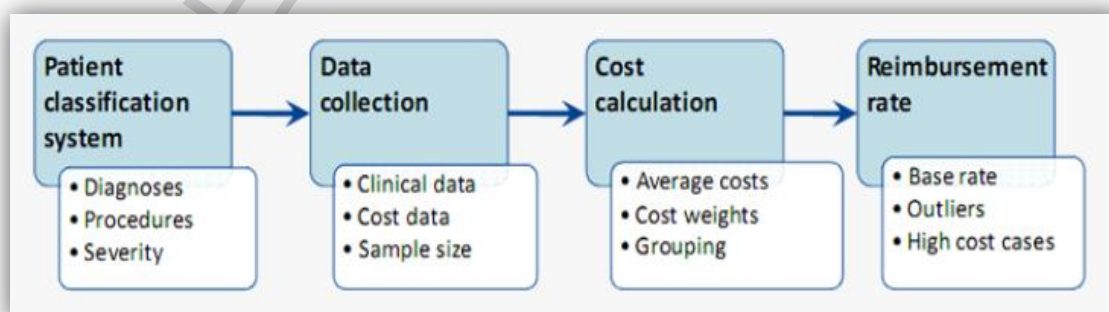 Patient
classification
system
• Diagnoses
• Procedures
• Severity
Data
collection
• Clinical data
• Cost data
• Sample size
Cost
calculation
• Average costs
• Cost weights
• Grouping
Reimbursement
rate
• Base rate
• Outliers
• High cost cases